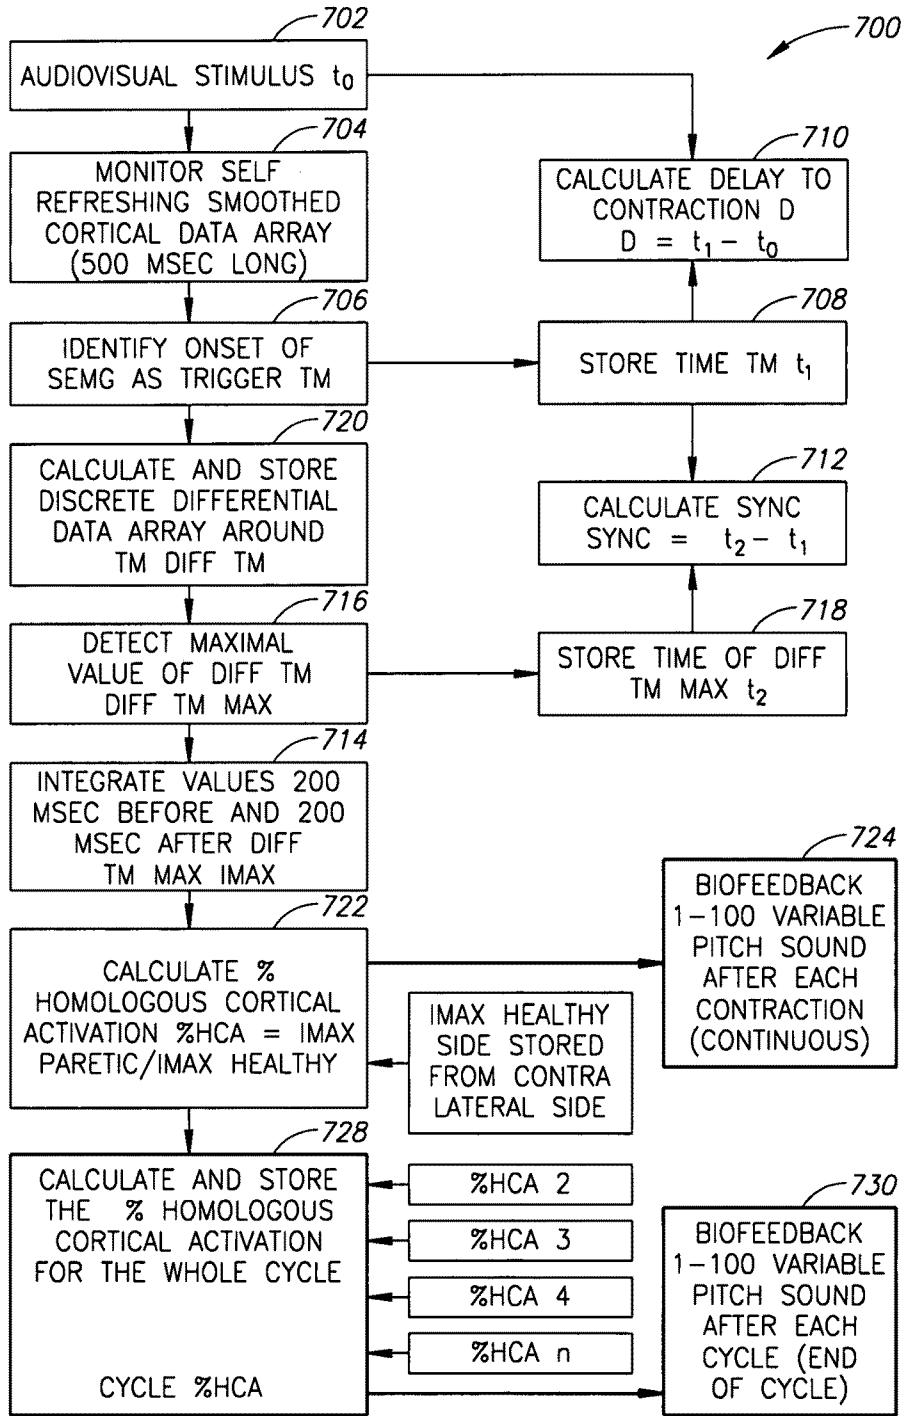 702
700
AUDIOVISUAL STIMULUS t0
704
MONITOR SELF
REFRESHING SMOOTHED
CORTICAL DATA ARRAY
(500 MSEC LONG)
710
CALCULATE DELAY TO
CONTRACTION D
D = t1 – t0
706
IDENTIFY ONSET OF
SEMG AS TRIGGER TM
708
STORE TIME TM t1
720
CALCULATE AND STORE
DISCRETE DIFFERENTIAL
DATA ARRAY AROUND
TM DIFF TM
712
CALCULATE SYNC
SYNC = t2 – t1
716
DETECT MAXIMAL
VALUE OF DIFF TM
DIFF TM MAX
718
STORE TIME OF DIFF
TM MAX t2
714
INTEGRATE VALUES 200
MSEC BEFORE AND 200
MSEC AFTER DIFF
TM MAX IMAX
722
CALCULATE %
HOMOLOGOUS CORTICAL
ACTIVATION %HCA = IMAX
PARETIC/IMAX HEALTHY
724
BIOFEEDBACK
1–100 VARIABLE
PITCH SOUND
AFTER EACH
CONTRACTION
(CONTINUOUS)
IMAX HEALTHY
SIDE STORED
FROM CONTRA
LATERAL SIDE
728
CALCULATE AND STORE
THE % HOMOLOGOUS
CORTICAL ACTIVATION
FOR THE WHOLE CYCLE
CYCLE %HCA
%HCA 2
%HCA 3
%HCA 4
%HCA n
730
BIOFEEDBACK
1–100 VARIABLE
PITCH SOUND
AFTER EACH
CYCLE (END
OF CYCLE)